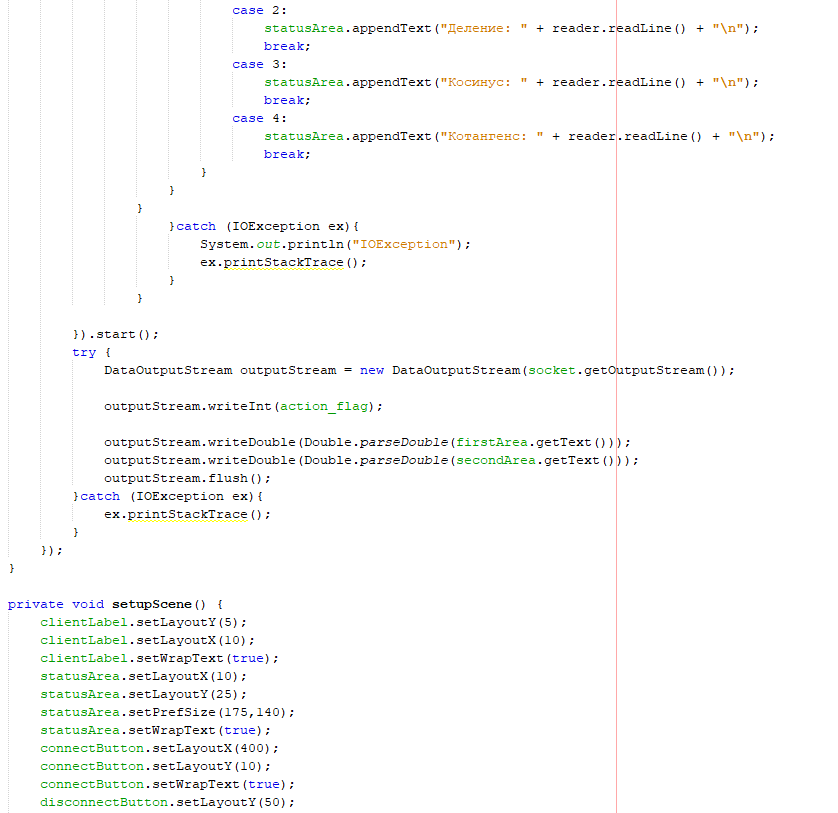 case 2:
statusArea.appendText("Деление: " + reader.readLine() + "\n");
break;
case 3:
statusArea.appendText("Косинус: " + reader.readLine() + "\n");
break;
case 4:
statusArea.appendText("Котангенс: " + reader.readLine() + "\n");
break;
}
}
}
}catch (IOException ex){
System.out.println("IOException");
ex.printStackTrace();
}
}
}).start();
try {
DataOutputStream outputStream = new DataOutputStream(socket.getOutputStream());
outputStream.writeInt(action_flag);
outputStream.writeDouble(Double.parseDouble(firstArea.getText()));
outputStream.writeDouble(Double.parseDouble(secondArea.getText()));
outputStream.flush();
}catch (IOException ex){
ex.printStackTrace();
}
});
}
private void setupScene() {
clientLabel.setLayoutY(5);
clientLabel.setLayoutX(10);
clientLabel.setWrapText(true);
statusArea.setLayoutX(10);
statusArea.setLayoutY(25);
statusArea.setPrefSize(175,140);
statusArea.setWrapText(true);
connectButton.setLayoutX(400);
connectButton.setLayoutY(10);
connectButton.setWrapText(true);
disconnectButton.setLayoutY(50);